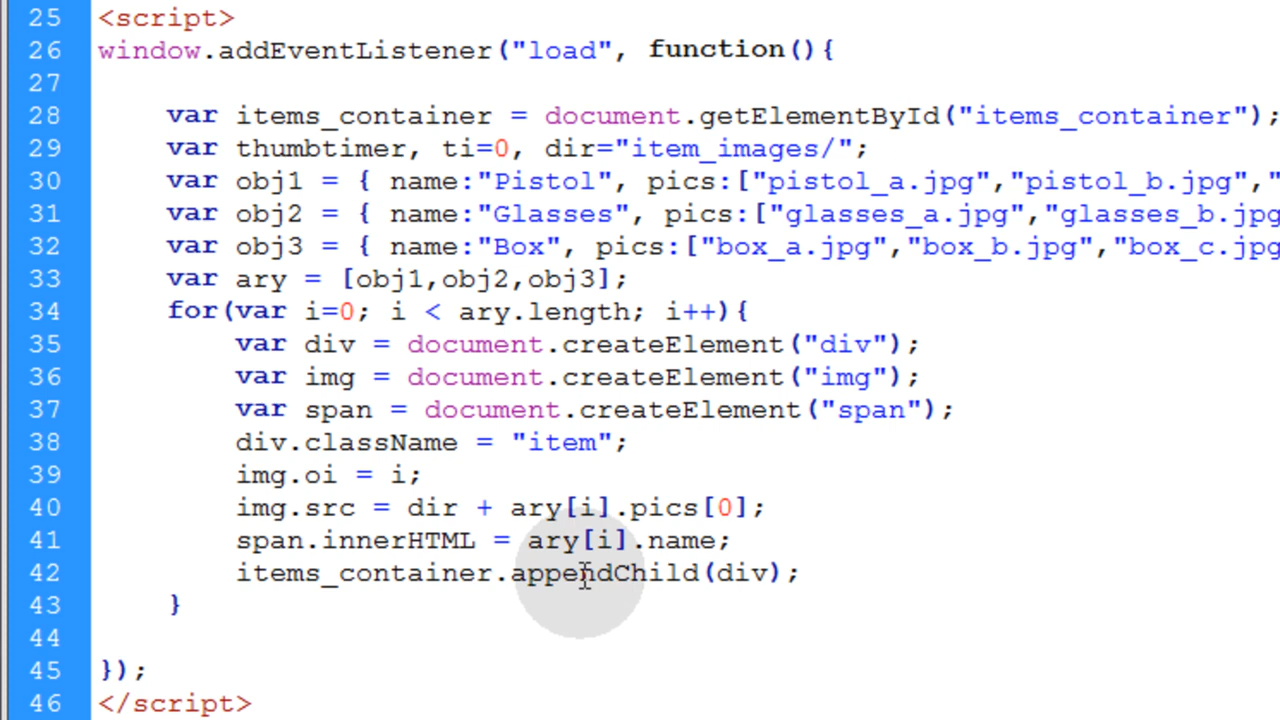 25 <script>
26 window.addEventListener("load", function(){
27
28 var items_container = document.getElementById("items_container");
29 var thumbtimer, ti=0, dir="item_images/";
30 var obj1 = { name:"Pistol", pics:["pistol_a.jpg","pistol_b.jpg","
31 var obj2 = { name:"Glasses", pics:["glasses_a.jpg","glasses_b.jpg
32 var obj3 = { name:"Box", pics:["box_a.jpg","box_b.jpg","box_c.jpg
33 var ary = [obj1,obj2,obj3];
34 for(var i=0; i < ary.length; i++){
35 var div = document.createElement("div");
36 var img = document.createElement("img");
37 var span = document.createElement("span");
38 div.className = "item";
39 img.oi = i;
40 img.src = dir + ary[i].pics[0];
41 span.innerHTML = ary[i].name;
42 items_container.appendChild(div);
43 }
44
45 });
46 </script>